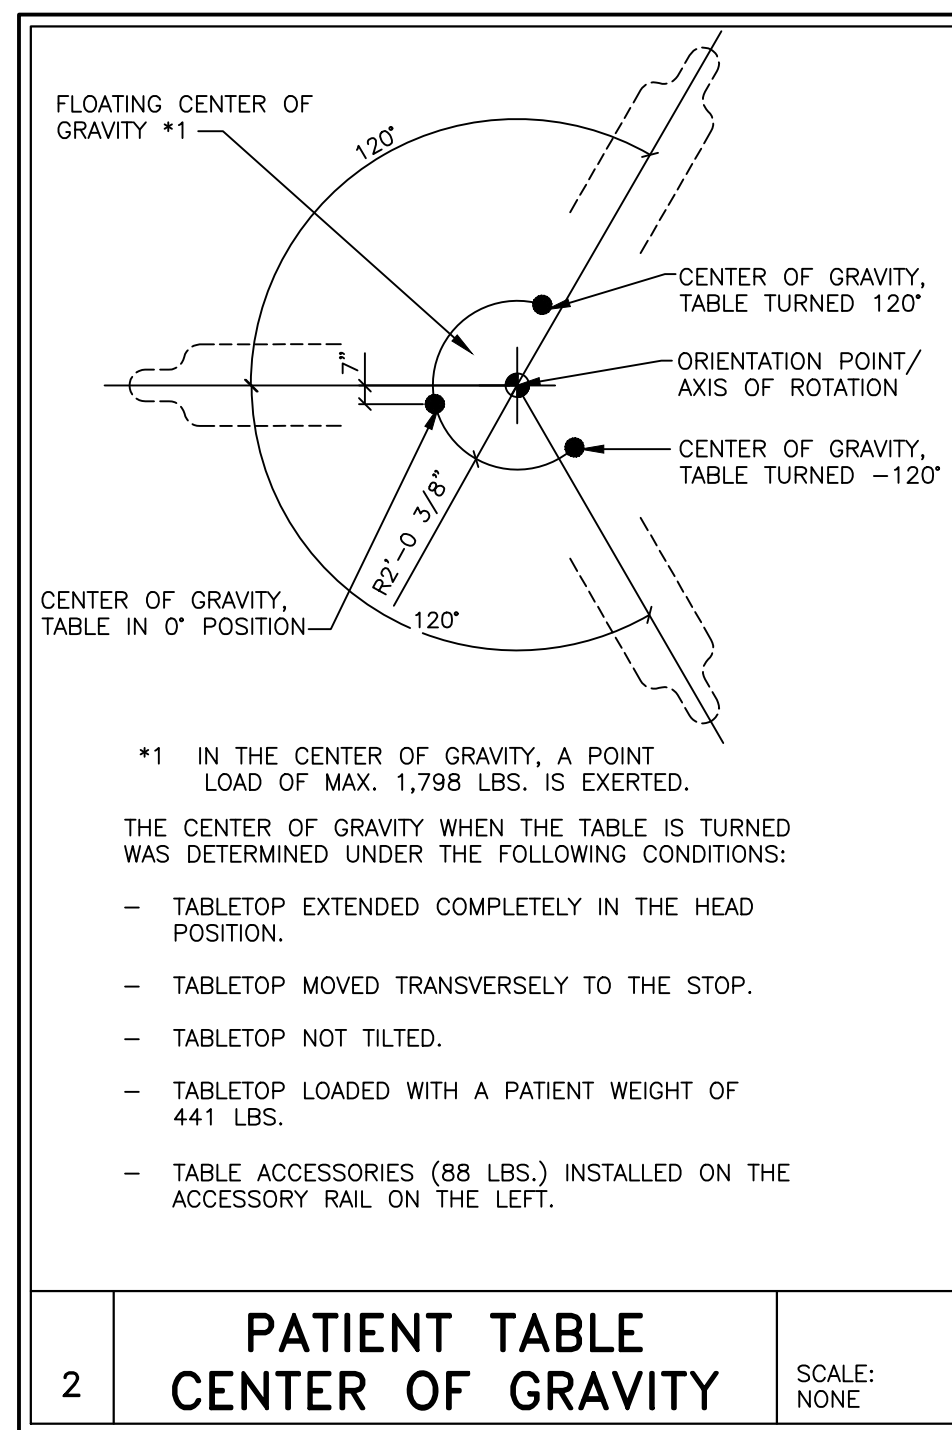 FLOATING CENTER OF
GRAVITY *1
120°
CENTER OF GRAVITY,
TABLE TURNED 120°
7"
ORIENTATION POINT/
AXIS OF ROTATION
CENTER OF GRAVITY,
TABLE TURNED −120°
R2'−0 3/8"
CENTER OF GRAVITY,
TABLE IN 0° POSITION
120°
*1 IN THE CENTER OF GRAVITY, A POINT
LOAD OF MAX. 1,798 LBS. IS EXERTED.
THE CENTER OF GRAVITY WHEN THE TABLE IS TURNED
WAS DETERMINED UNDER THE FOLLOWING CONDITIONS:
− TABLETOP EXTENDED COMPLETELY IN THE HEAD
POSITION.
− TABLETOP MOVED TRANSVERSELY TO THE STOP.
− TABLETOP NOT TILTED.
− TABLETOP LOADED WITH A PATIENT WEIGHT OF
441 LBS.
− TABLE ACCESSORIES (88 LBS.) INSTALLED ON THE
ACCESSORY RAIL ON THE LEFT.
2
PATIENT TABLE
CENTER OF GRAVITY
SCALE:
NONE